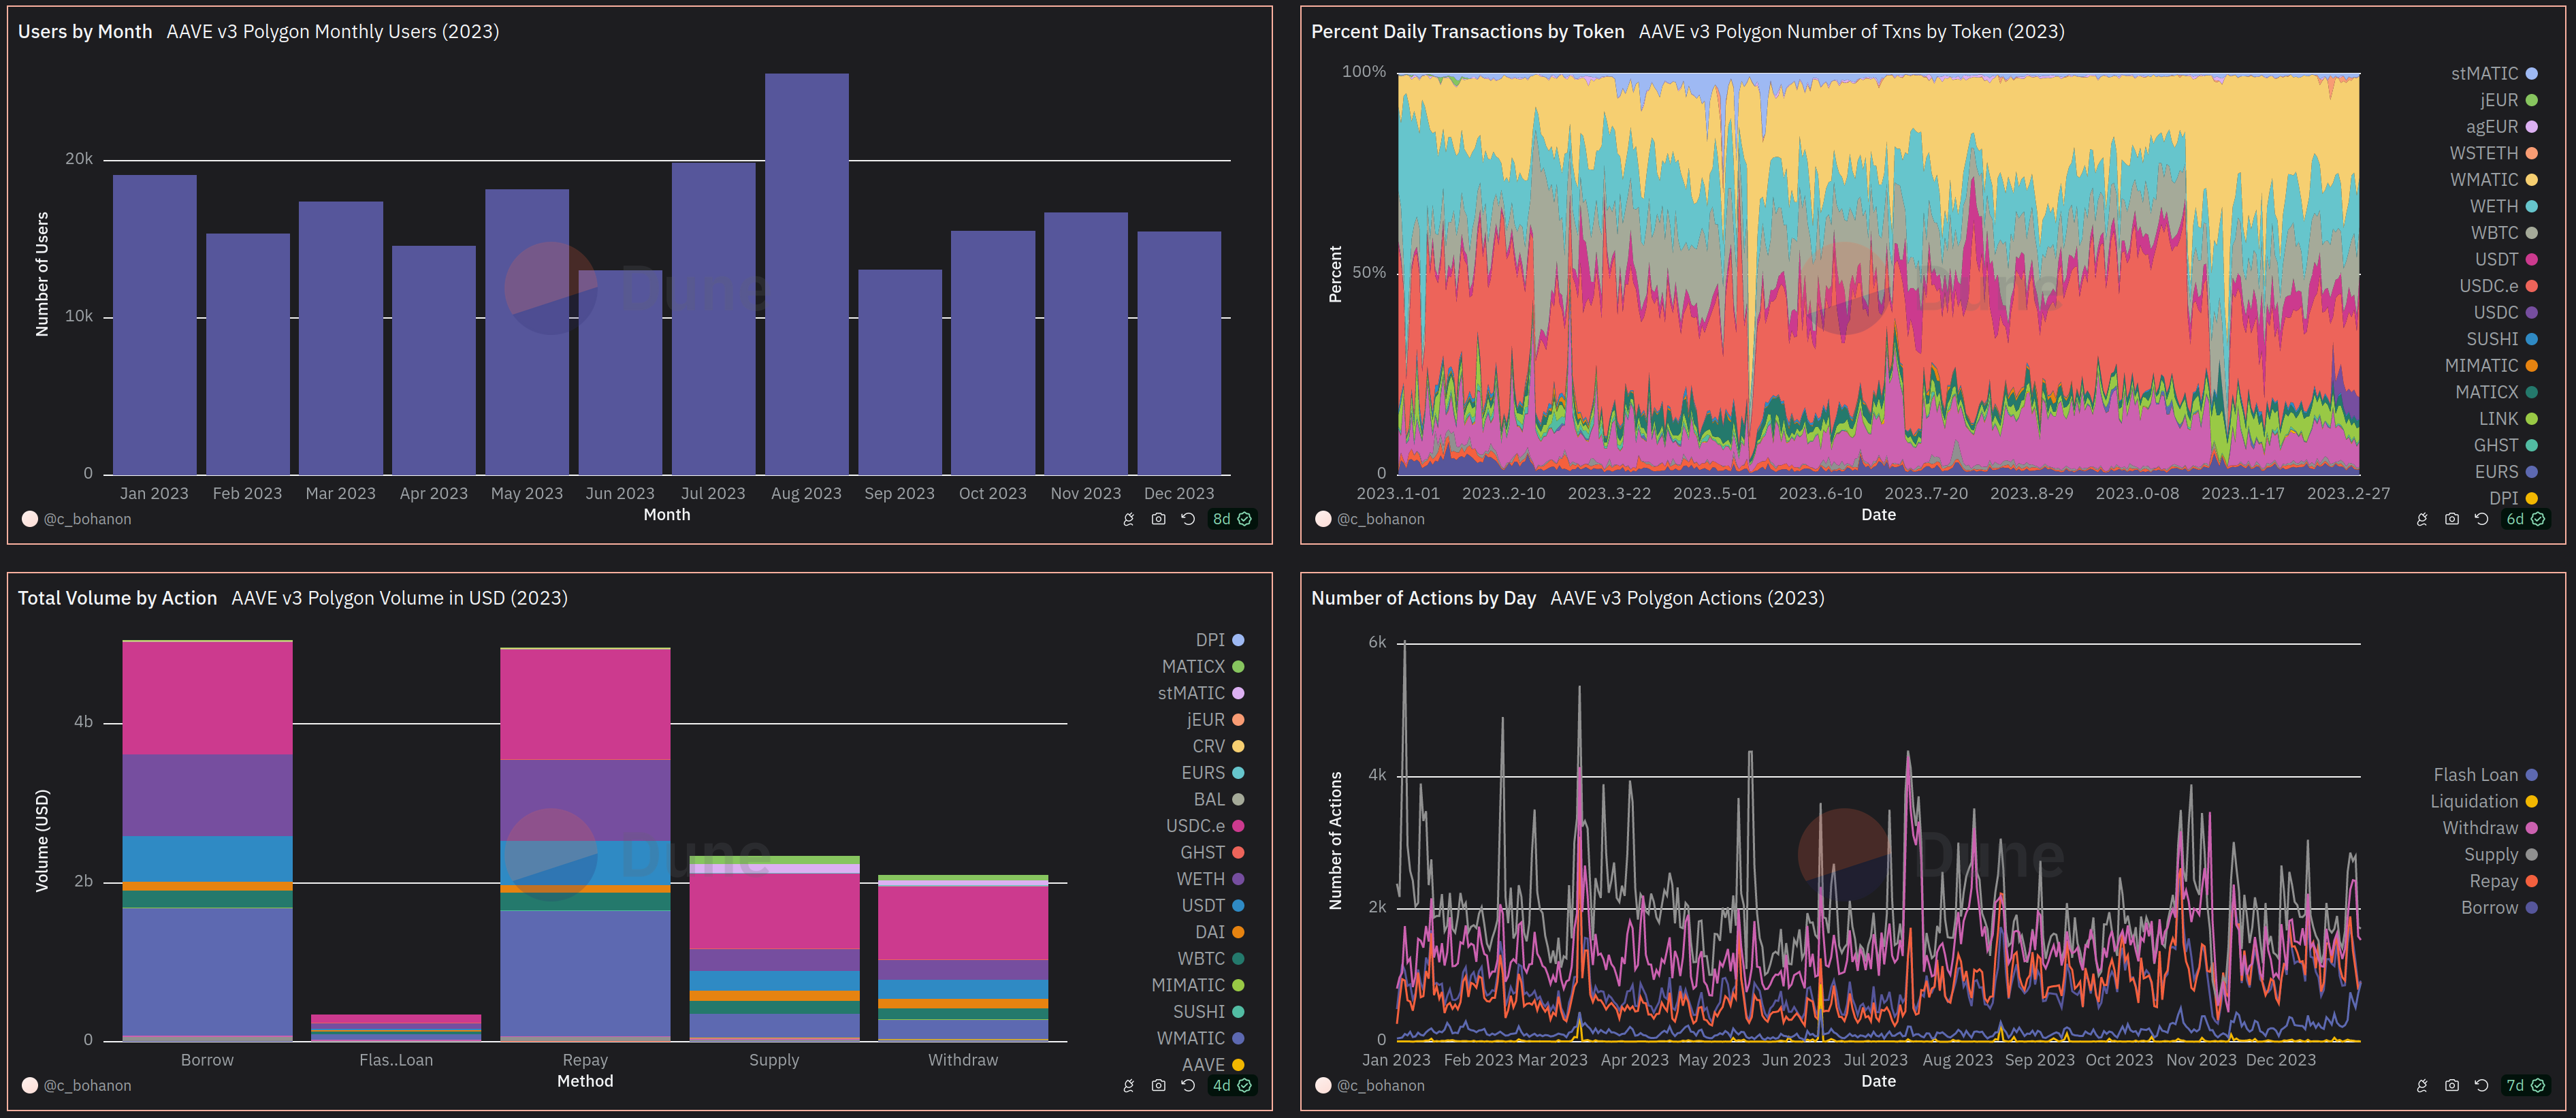 Users by Month AAVE v3 Polygon Monthly Users (2023)
20k
10k
0
Number of Users
Jan 2023 Feb 2023 Mar 2023 Apr 2023 May 2023 Jun 2023 Jul 2023 Aug 2023 Sep 2023 Oct 2023 Nov 2023 Dec 2023
Month
Dune
@c_bohanon
8d
Percent Daily Transactions by Token AAVE v3 Polygon Number of Txns by Token (2023)
100%
50%
0
Percent
2023..1-01 2023..2-10 2023..3-22 2023..5-01 2023..6-10 2023..7-20 2023..8-29 2023..0-08 2023..1-17 2023..2-27
Date
Dune
stMATIC
jEUR
agEUR
WSTETH
WMATIC
WETH
WBTC
USDT
USDC.e
USDC
SUSHI
MIMATIC
MATICX
LINK
GHST
EURS
DPI
@c_bohanon
6d
Total Volume by Action AAVE v3 Polygon Volume in USD (2023)
4b
2b
0
Volume (USD)
Borrow Flas..Loan Repay Supply Withdraw
Method
Dune
DPI
MATICX
stMATIC
jEUR
CRV
EURS
BAL
USDC.e
GHST
WETH
USDT
DAI
WBTC
MIMATIC
SUSHI
WMATIC
AAVE
@c_bohanon
4d
Number of Actions by Day AAVE v3 Polygon Actions (2023)
6k
4k
2k
0
Number of Actions
Jan 2023 Feb 2023 Mar 2023 Apr 2023 May 2023 Jun 2023 Jul 2023 Aug 2023 Sep 2023 Oct 2023 Nov 2023 Dec 2023
Date
Dune
Flash Loan
Liquidation
Withdraw
Supply
Repay
Borrow
@c_bohanon
7d